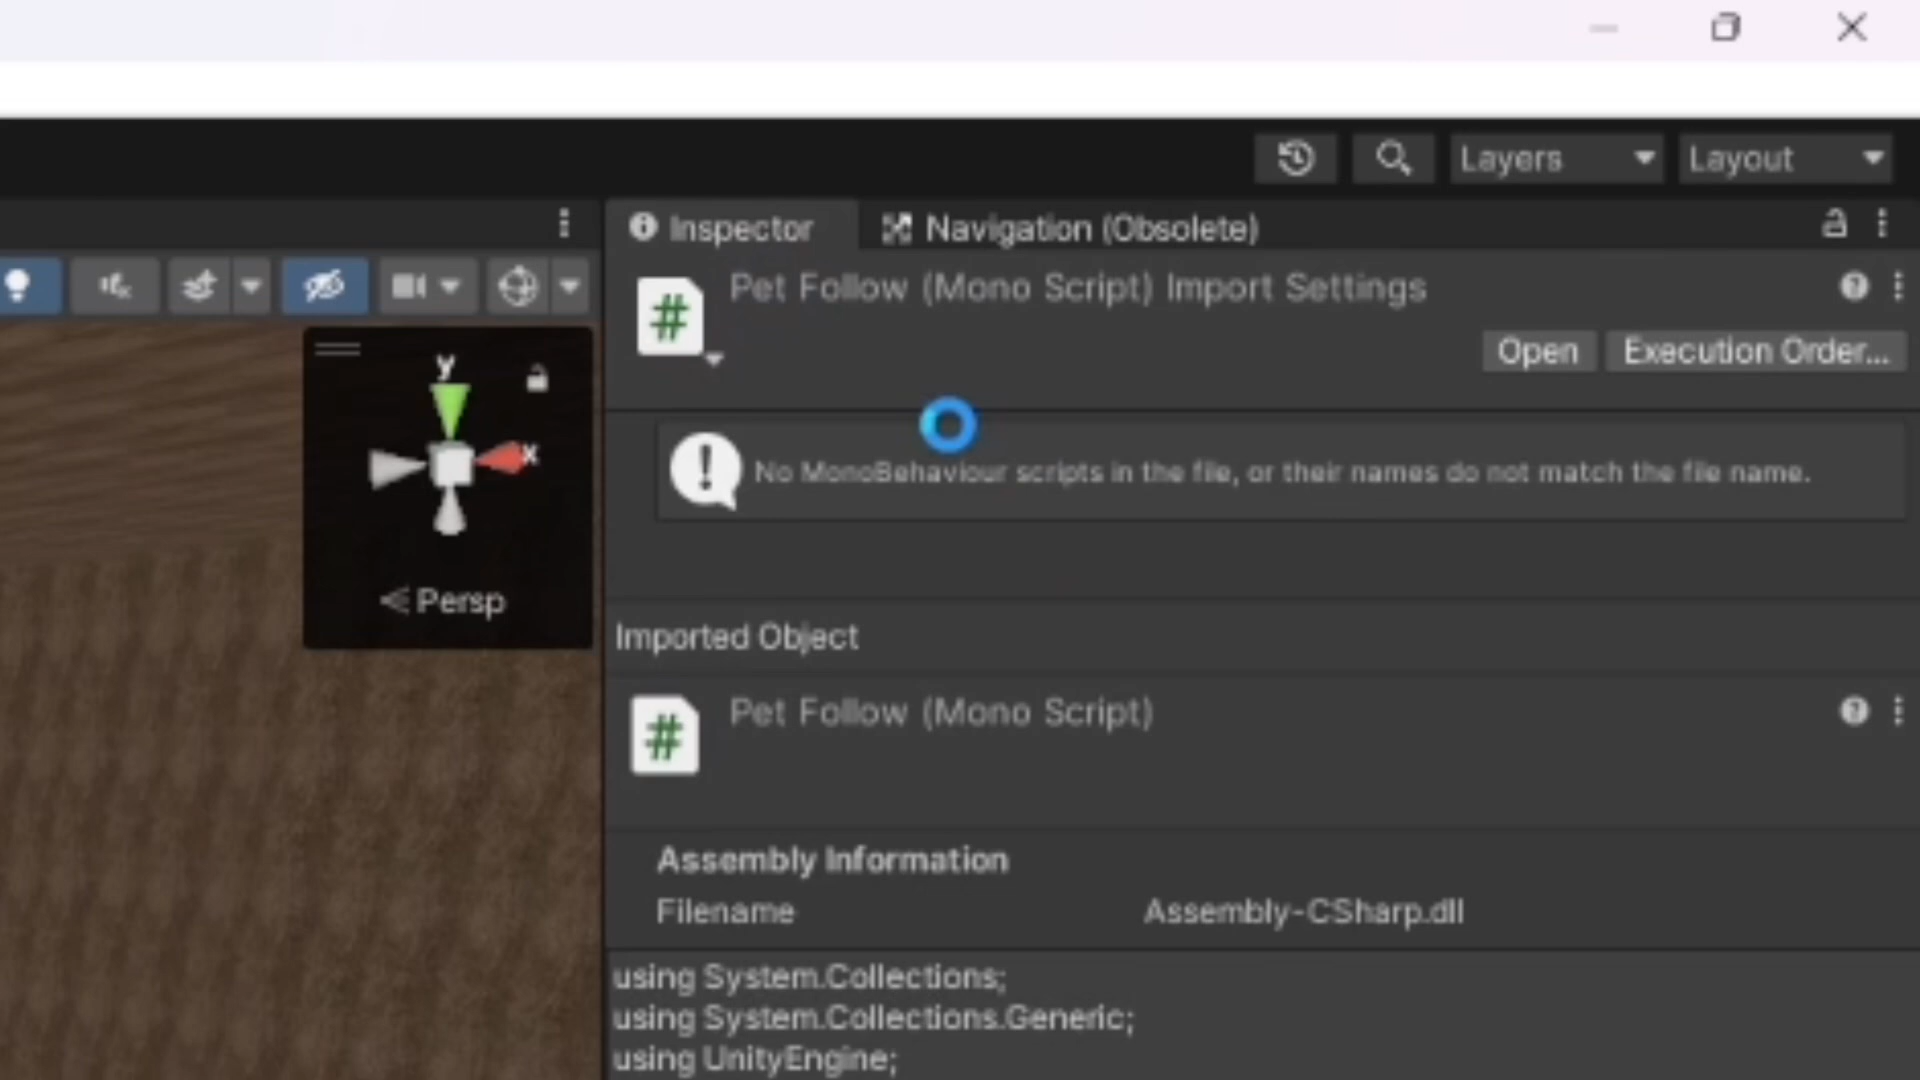 Layers
Layout
Inspector
Navigation (Obsolete)
Pet Follow (Mono Script) Import Settings
Open
Execution Order...
No MonoBehaviour scripts in the file, or their names do not match the file name.
y
x
< Persp
Imported Object
Pet Follow (Mono Script)
Assembly Information
Filename Assembly-CSharp.dll
using System.Collections;
using System.Collections.Generic;
using UnityEngine;